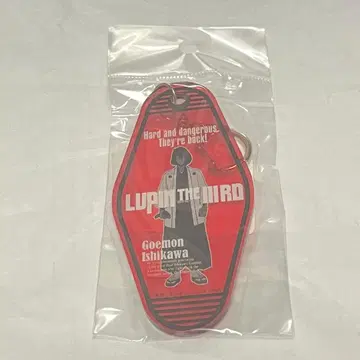 Hard and dangerous.
They're back!
LUPIN THE IIIRD
Goemon
Ishikawa